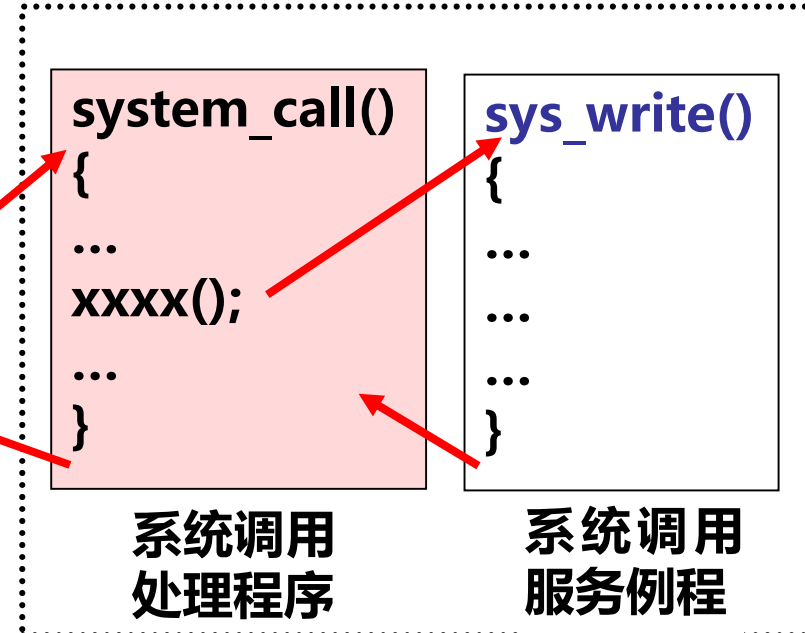 system_call()
{
...
xxxx();
...
}
系统调用
处理程序
sys_write()
{
...
...
...
}
系统调用
服务例程